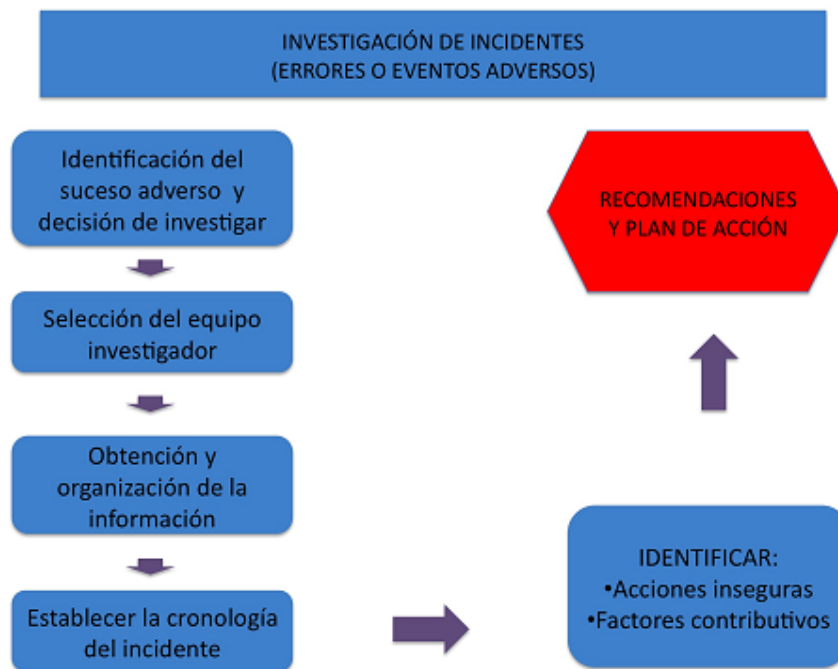 INVESTIGACIÓN DE INCIDENTES
(ERRORES O EVENTOS ADVERSOS)
Identificación del
suceso adverso y
decisión de investigar
Selección del equipo
investigador
Obtención y
organización de la
información
Establecer la cronología
del incidente
IDENTIFICAR:
•Acciones inseguras
•Factores contributivos
RECOMENDACIONES
Y PLAN DE ACCIÓN